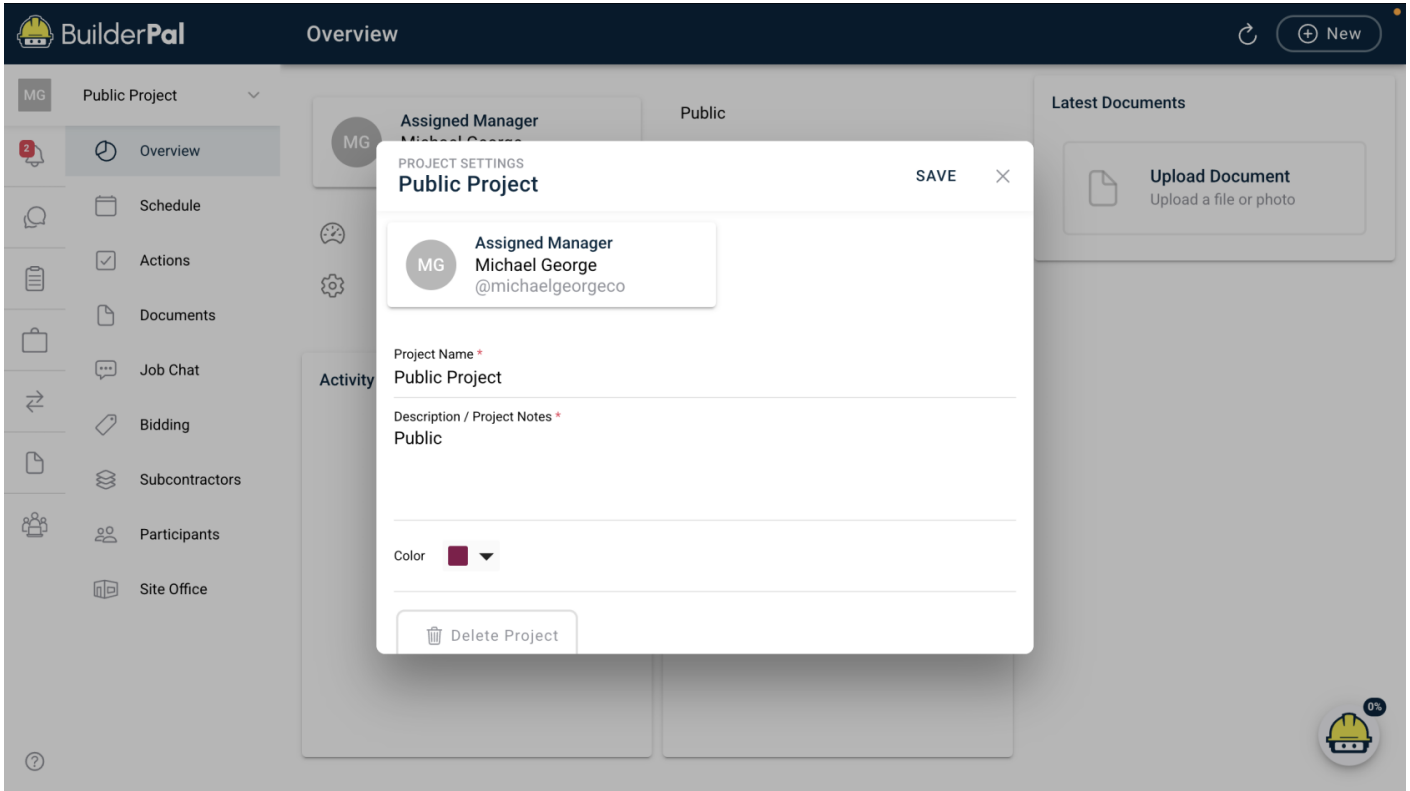 BuilderPal
Overview
New
MG
Public Project
2
Overview
Schedule
Actions
Documents
Job Chat
Bidding
Subcontractors
Participants
Site Office
MG
Assigned Manager
Michael George
Public
Latest Documents
Upload Document
Upload a file or photo
Activity
PROJECT SETTINGS
Public Project
SAVE
MG
Assigned Manager
Michael George
@michaelgeorgeco
Project Name *
Public Project
Description / Project Notes *
Public
Color
Delete Project
0%